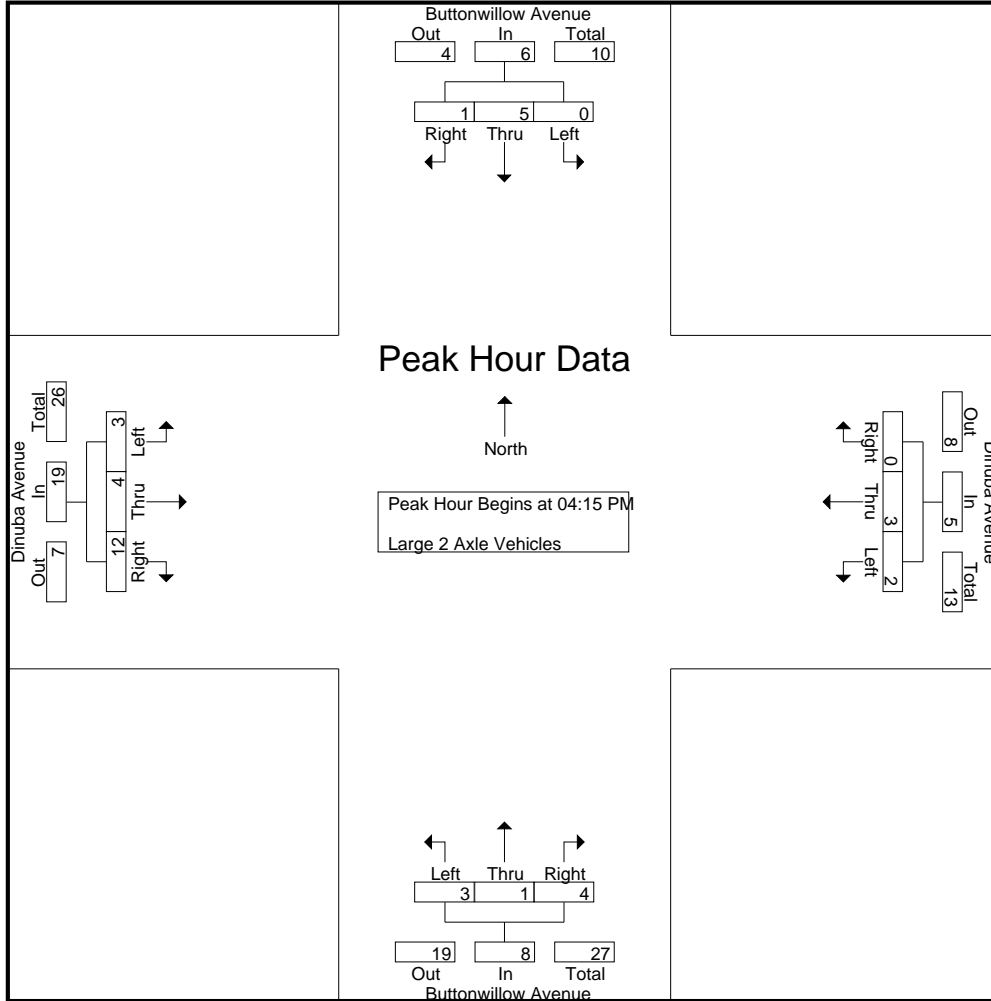 Buttonwillow Avenue
Out In Total
4 6 10
1 5 0
Right Thru Left
Peak Hour Data
North
Peak Hour Begins at 04:15 PM
Large 2 Axle Vehicles
Dinuba Avenue
Total In Out
26 19 7
3 4 12
Left Thru Right
Right Thru Left
0 3 2
Out In Total
8 5 13
Dinuba Avenue
Left Thru Right
3 1 4
19 8 27
Out In Total
Buttonwillow Avenue